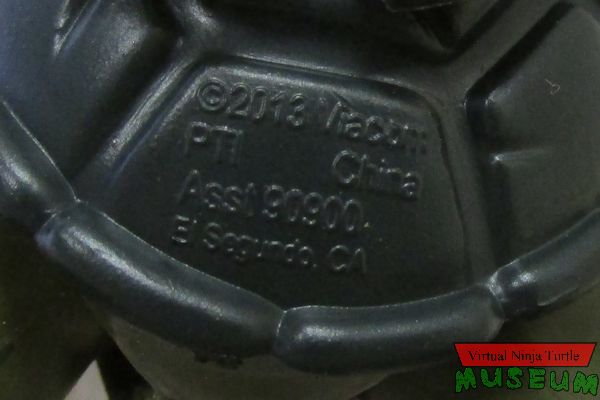 ©2013 Viacom
PTI China
Asst 90900
El Segundo, CA
Virtual Ninja Turtle
MUSEUM